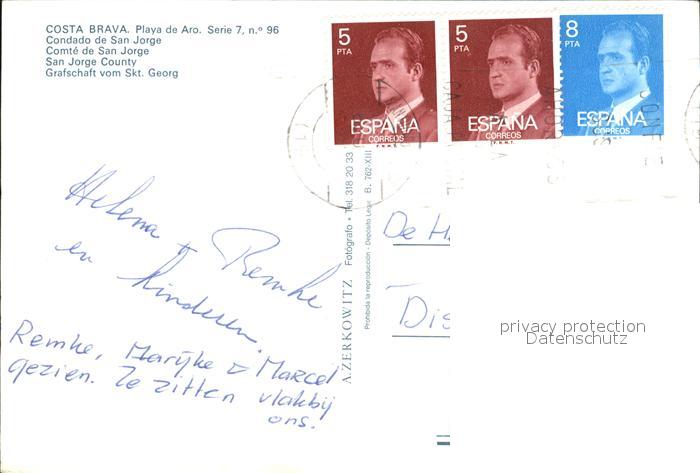 COSTA BRAVA. Playa de Aro. Serie 7, n.º 96
Condado de San Jorge
Comté de San Jorge
San Jorge County
Grafschaft vom Skt. Georg
5
PTA
ESPAÑA
CORREOS
F.N.M.T.
5
PTA
ESPAÑA
CORREOS
F.N.M.T.
8
PTA
ESPAÑA
CORREOS
Helena + Remke
en kinderen.
Remke, Marijke + Marcel
gezien. Ze zitten vlakbij
ons.
A. ZERKOWITZ Fotógrafo • Tel. 318 20 33
Prohibida la reproducción - Depósito Legal B. 762-XIII
De H
Dis
privacy protection
Datenschutz